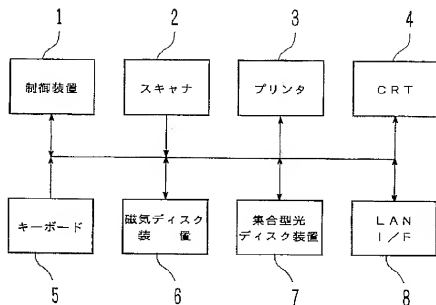 1
2
3
4
制御装置
スキャナ
プリンタ
CRT
キーボード
磁気ディスク
装置
集合型光
ディスク装置
LAN
I/F
5
6
7
8